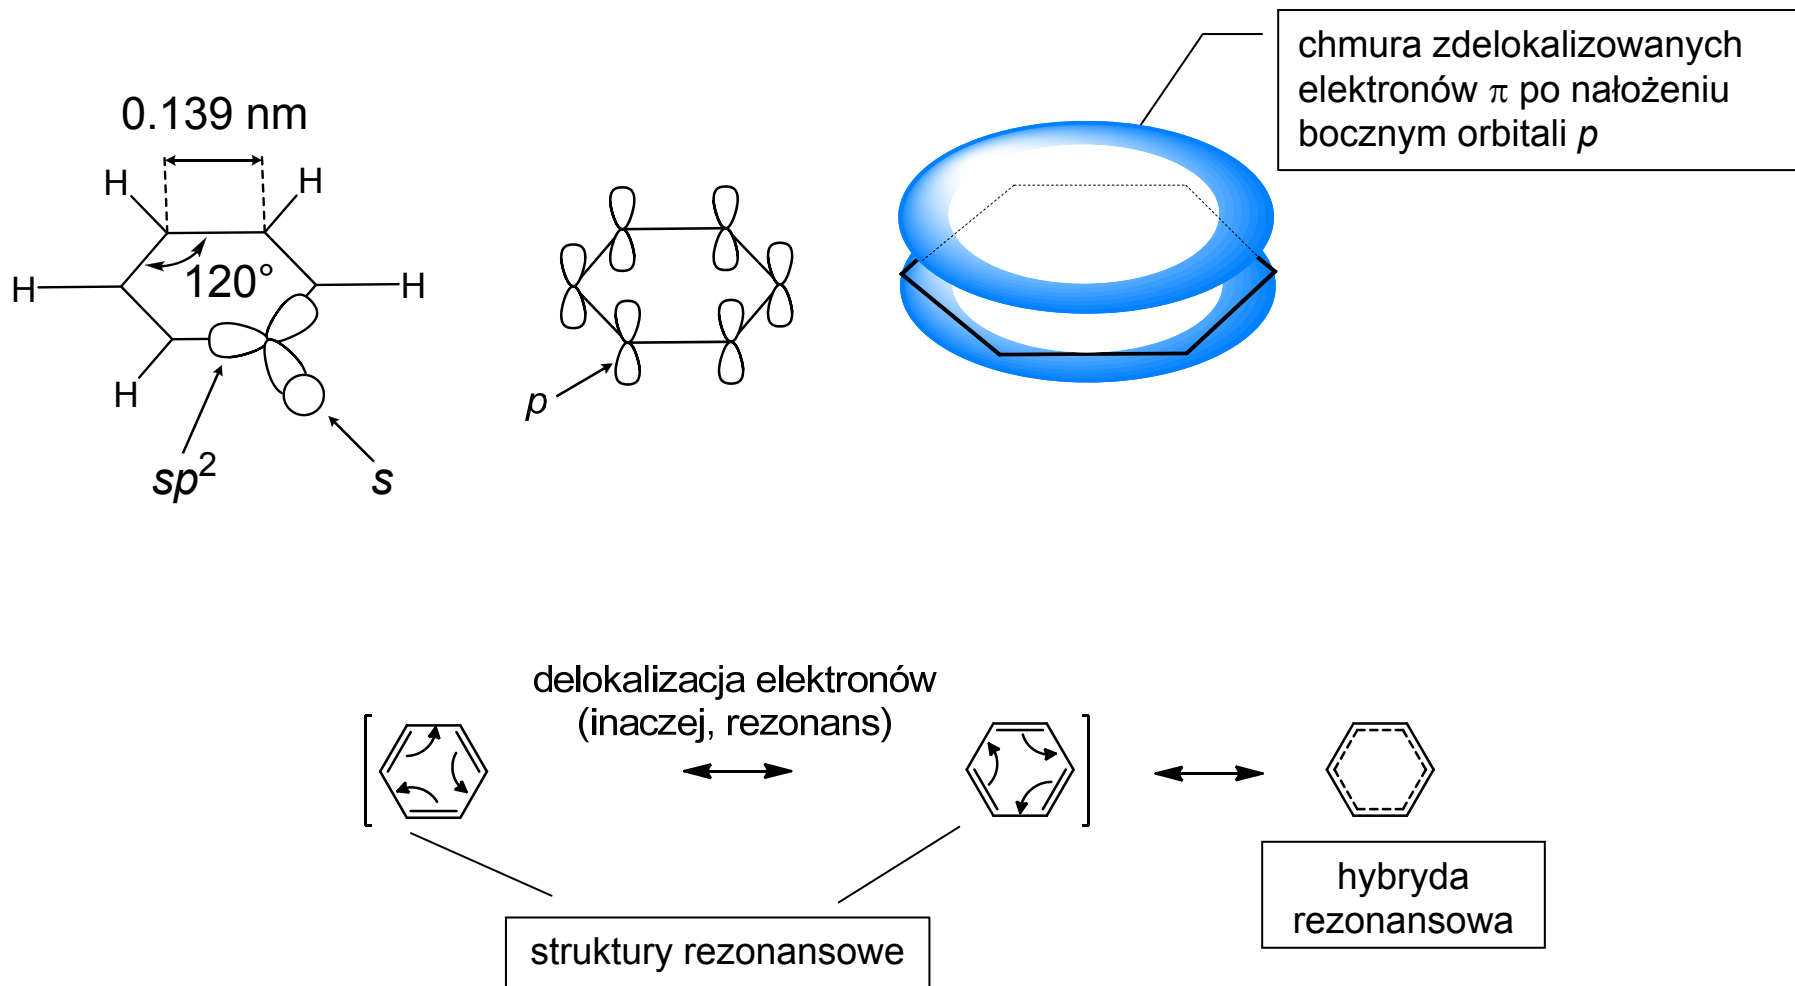 chmura zdelokalizowanych
elektronów π po nałożeniu
bocznym orbitali p
0.139 nm
H
H
120°
H
H
H
p
sp²
s
delokalizacja elektronów
(inaczej, rezonans)
hybryda
rezonansowa
struktury rezonansowe